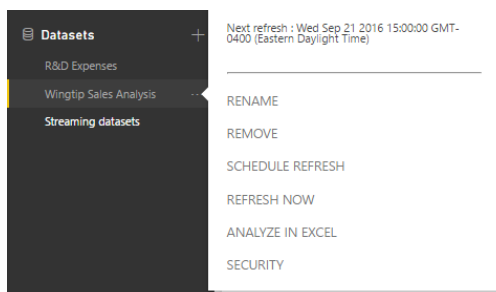 Datasets
R&D Expenses
Wingtip Sales Analysis
Streaming datasets
Next refresh : Wed Sep 21 2016 15:00:00 GMT-
0400 (Eastern Daylight Time)
RENAME
REMOVE
SCHEDULE REFRESH
REFRESH NOW
ANALYZE IN EXCEL
SECURITY